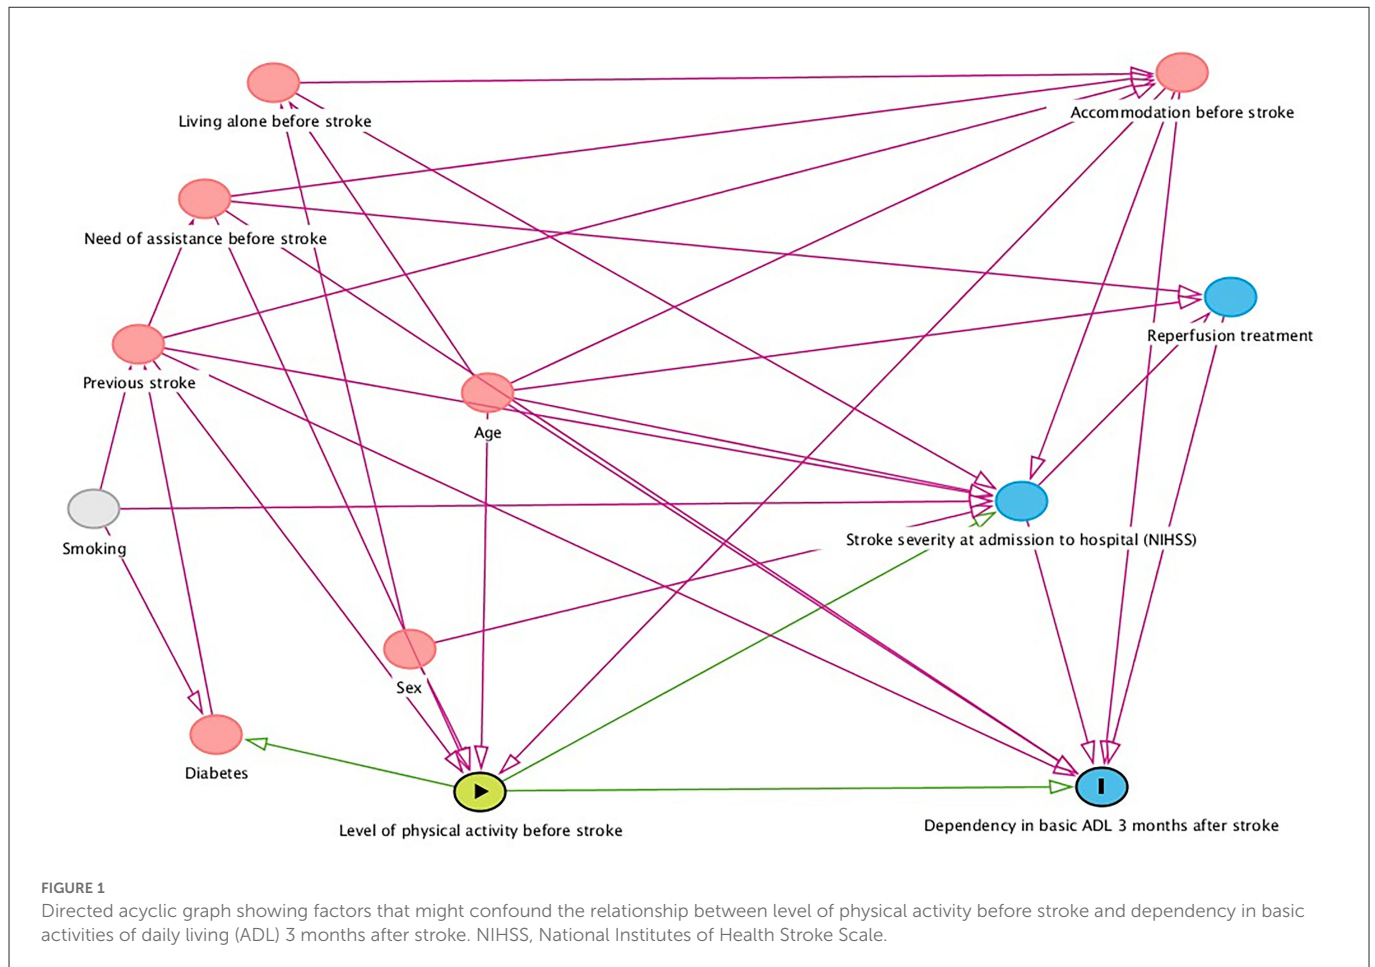 Living alone before stroke
Accommodation before stroke
Need of assistance before stroke
Reperfusion treatment
Previous stroke
Age
Smoking
Stroke severity at admission to hospital (NIHSS)
Sex
Diabetes
Level of physical activity before stroke
Dependency in basic ADL 3 months after stroke
FIGURE 1
Directed acyclic graph showing factors that might confound the relationship between level of physical activity before stroke and dependency in basic
activities of daily living (ADL) 3 months after stroke. NIHSS, National Institutes of Health Stroke Scale.